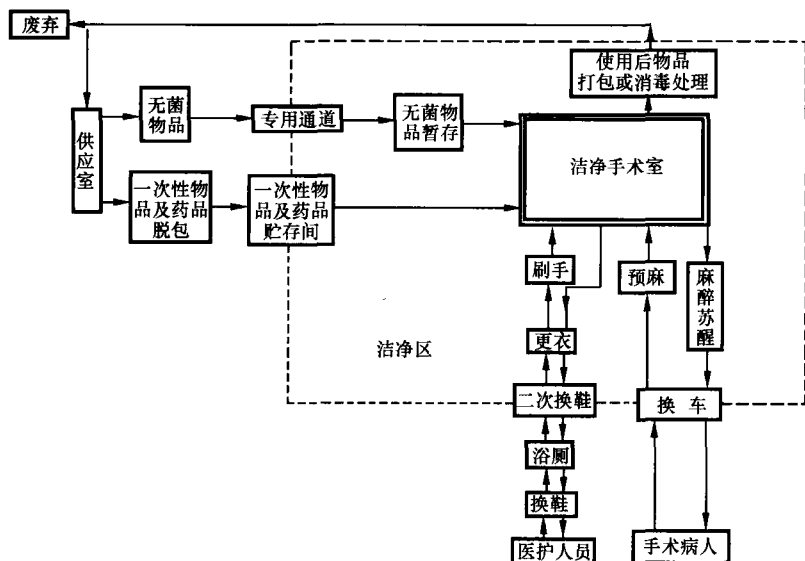 废弃
使用后物品
打包或消毒处理
无菌
物品
专用通道
无菌物
品暂存
供
应
室
洁净手术室
一次性物
品及药品
脱包
一次性物
品及药品
贮存间
刷手
预麻
麻
醉
苏
醒
洁净区
更衣
二次换鞋
换车
浴厕
换鞋
医护人员
手术病人